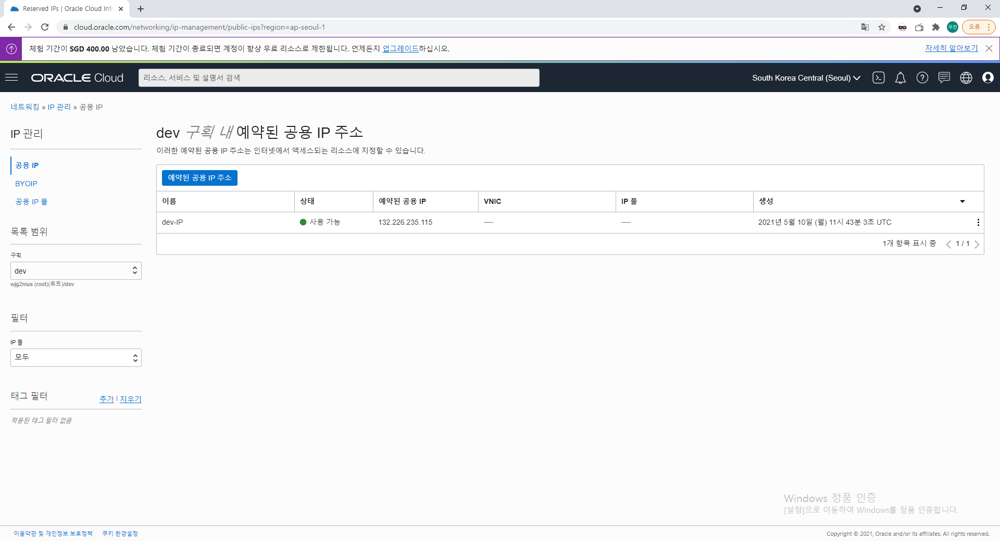 Reserved IPs | Oracle Cloud Infr
cloud.oracle.com/networking/ip-management/public-ips?region=ap-seoul-1
우진
오류
체험 기간이 SGD 400.00 남았습니다. 체험 기간이 종료되면 계정이 항상 무료 리소스로 제한됩니다. 언제든지 업그레이드하십시오.
자세히 알아보기
ORACLE Cloud
리소스, 서비스 및 설명서 검색
South Korea Central (Seoul)
네트워킹 » IP 관리 » 공용 IP
IP 관리
공용 IP
BYOIP
공용 IP 풀
목록 범위
구획
dev
wjg2nius (root)(루트)/dev
필터
IP 풀
모두
태그 필터
추가 | 지우기
적용된 태그 필터 없음
dev 구획 내 예약된 공용 IP 주소
이러한 예약된 공용 IP 주소는 인터넷에서 액세스되는 리소스에 지정할 수 있습니다.
예약된 공용 IP 주소
이름 상태 예약된 공용 IP VNIC IP 풀 생성
dev-IP 사용 가능 132.226.235.115 — — 2021년 5월 10일 (월) 11시 43분 3초 UTC
1개 항목 표시 중 1 / 1
Windows 정품 인증
[설정]으로 이동하여 Windows를 정품 인증합니다.
이용약관 및 개인정보 보호정책 쿠키 환경설정
Copyright © 2021, Oracle and/or its affiliates. All rights reserved.